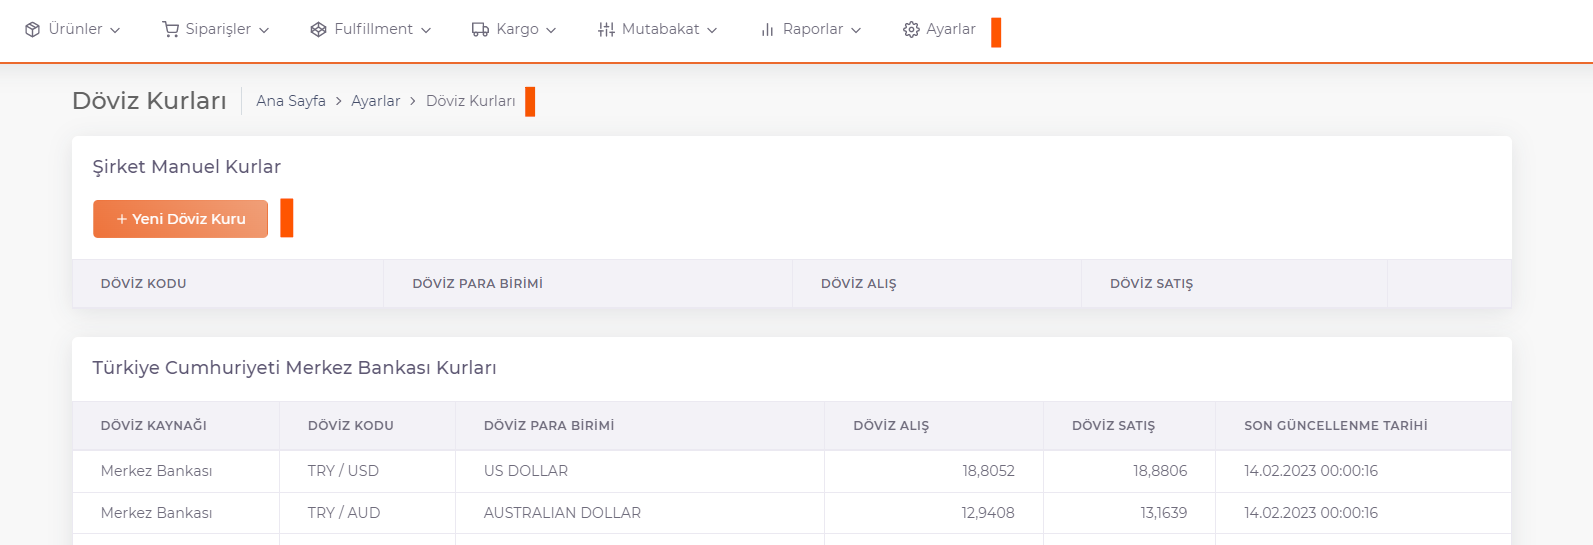 Ürünler Siparişler Fulfillment Kargo Mutabakat Raporlar Ayarlar
Döviz Kurları Ana Sayfa > Ayarlar > Döviz Kurları
Şirket Manuel Kurlar
+ Yeni Döviz Kuru
DÖVİZ KODU DÖVİZ PARA BİRİMİ DÖVİZ ALIŞ DÖVİZ SATIŞ
Türkiye Cumhuriyeti Merkez Bankası Kurları
DÖVİZ KAYNAĞI DÖVİZ KODU DÖVİZ PARA BİRİMİ DÖVİZ ALIŞ DÖVİZ SATIŞ SON GÜNCELLENME TARİHİ
Merkez Bankası TRY / USD US DOLLAR 18,8052 18,8806 14.02.2023 00:00:16
Merkez Bankası TRY / AUD AUSTRALIAN DOLLAR 12,9408 13,1639 14.02.2023 00:00:16